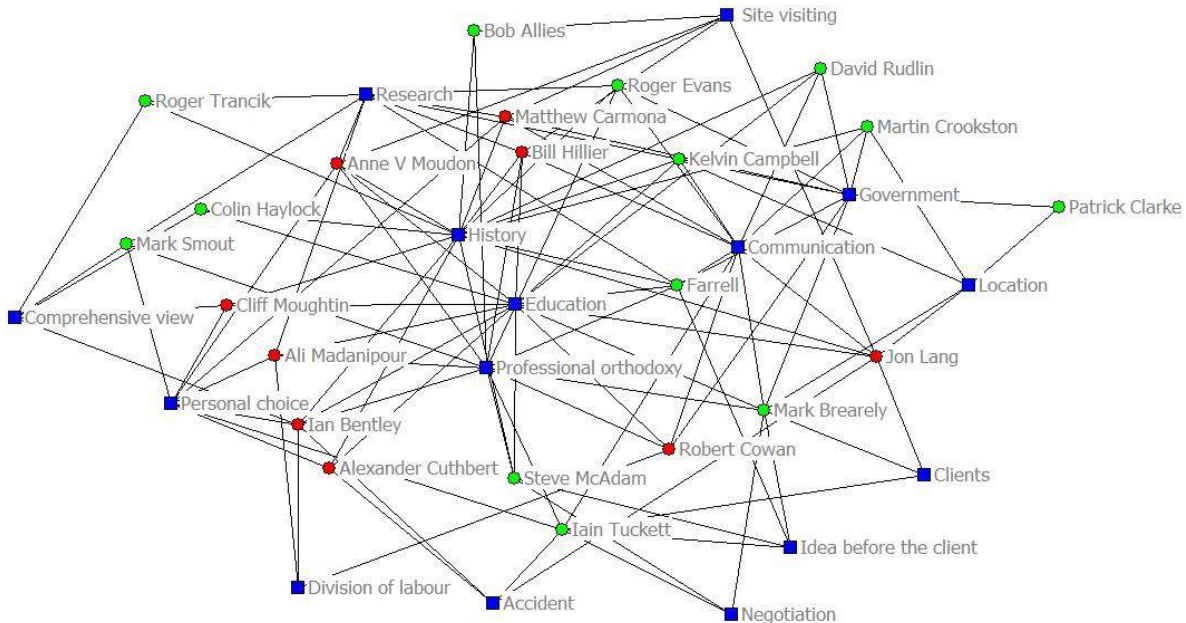 Site visiting
Bob Allies
David Rudlin
Roger Evans
Research
Roger Trancik
Matthew Carmona
Martin Crookston
Bill Hillier
Kelvin Campbell
Anne V Moudon
Government
Patrick Clarke
Colin Haylock
History
Mark Smout
Communication
Farrell
Location
Education
Cliff Moughtin
Comprehensive view
Ali Madanipour
Jon Lang
Professional orthodoxy
Personal choice
Mark Brearely
Ian Bentley
Robert Cowan
Alexander Cuthbert
Clients
Steve McAdam
Iain Tuckett
Idea before the client
Division of labour
Accident
Negotiation